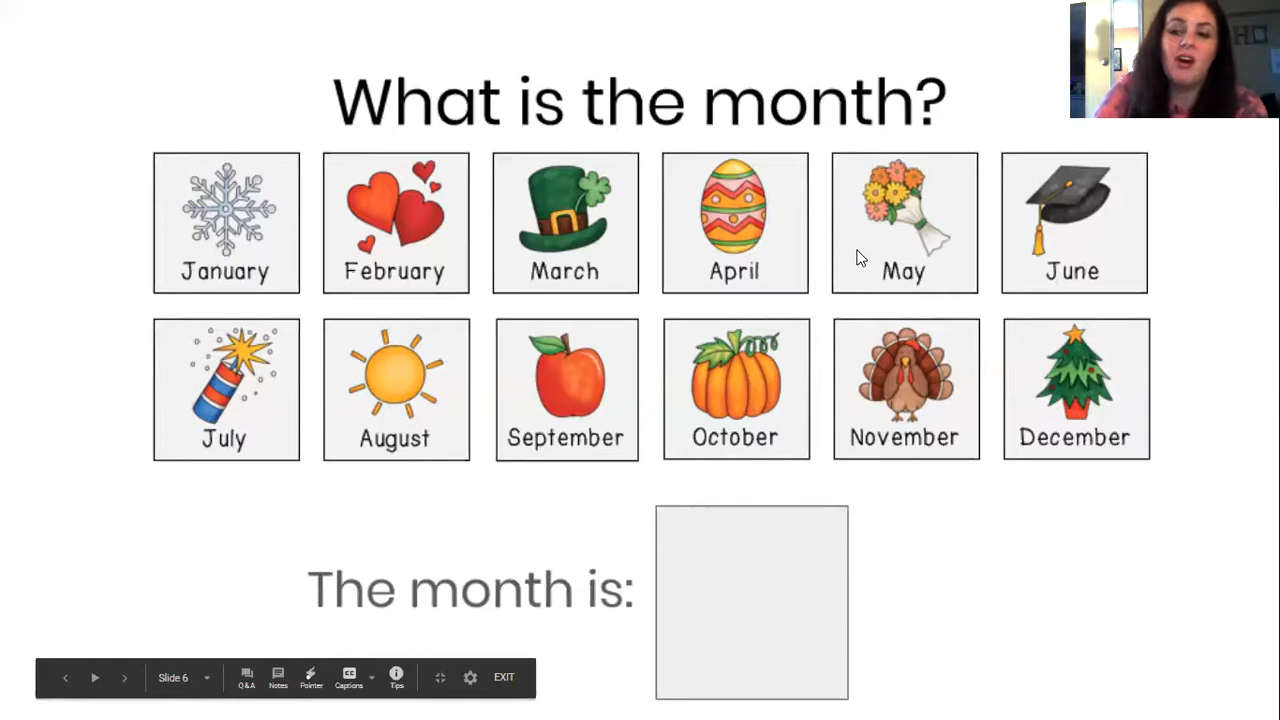 What is the month?
January February March April May June
July August September October November December
The month is:
Slide 6 Q&A Notes Pointer CC Captions Tips EXIT